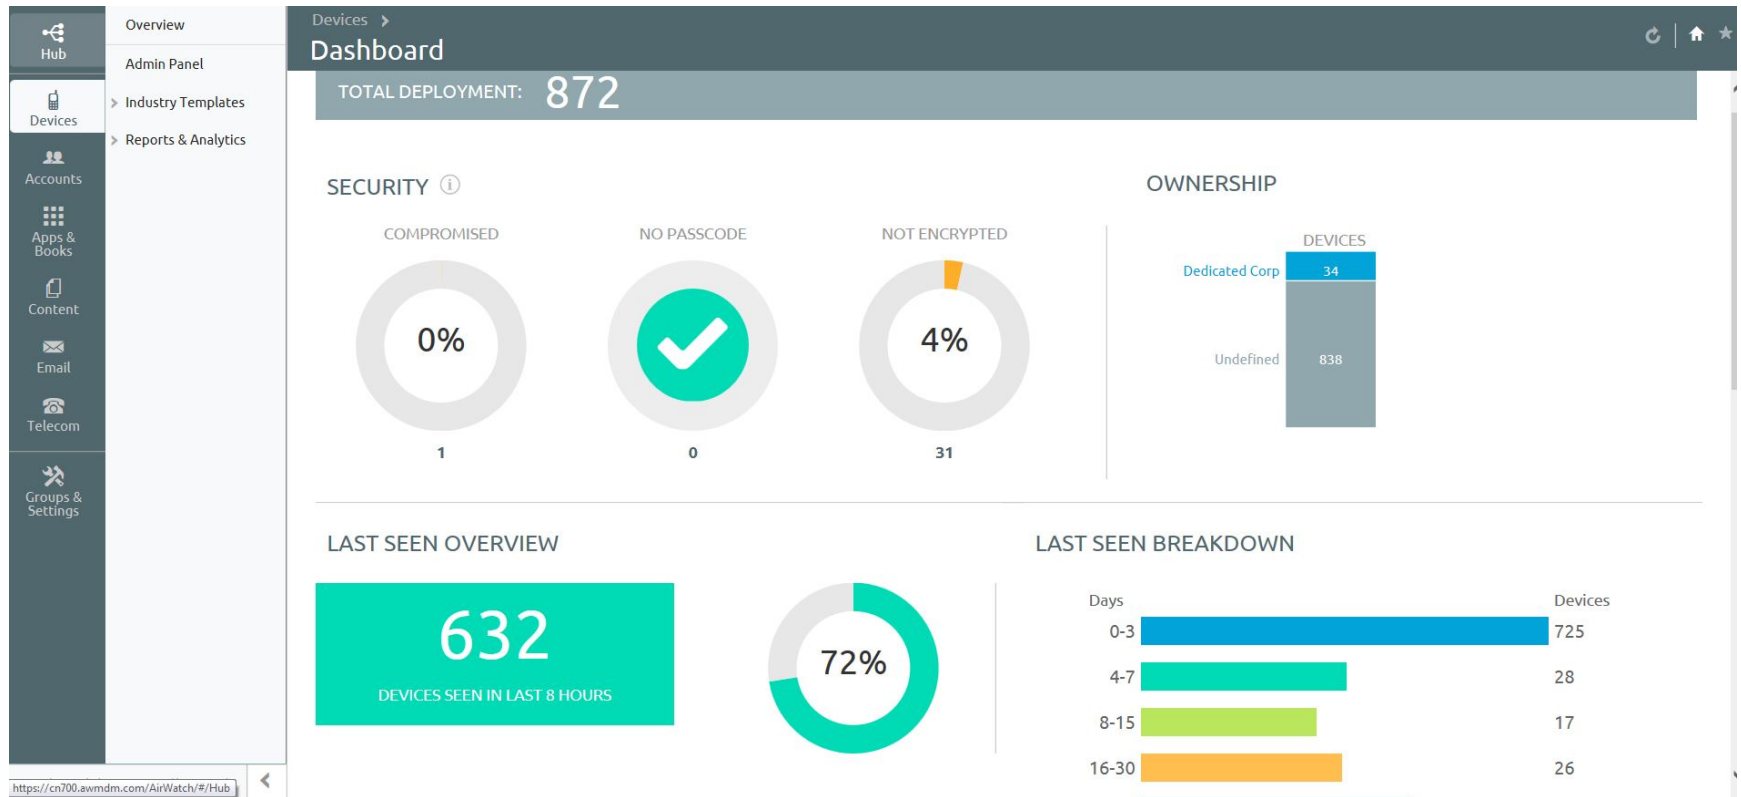 Hub
Devices
Accounts
Apps &
Books
Content
Email
Telecom
Groups &
Settings
Overview
Admin Panel
Industry Templates
Reports & Analytics
https://cn700.awmdm.com/AirWatch/#/Hub
Devices
Dashboard
TOTAL DEPLOYMENT: 872
SECURITY i
COMPROMISED
0%
1
NO PASSCODE
0
NOT ENCRYPTED
4%
31
OWNERSHIP
DEVICES
Dedicated Corp 34
Undefined 838
LAST SEEN OVERVIEW
632
DEVICES SEEN IN LAST 8 HOURS
72%
LAST SEEN BREAKDOWN
Days Devices
0-3 725
4-7 28
8-15 17
16-30 26